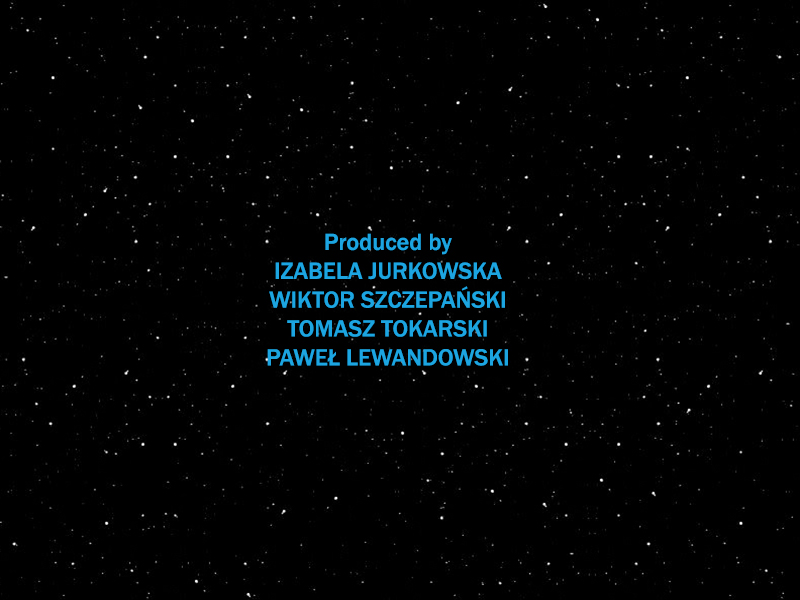 Produced by
IZABELA JURKOWSKA
WIKTOR SZCZEPAŃSKI
TOMASZ TOKARSKI
PAWEŁ LEWANDOWSKI